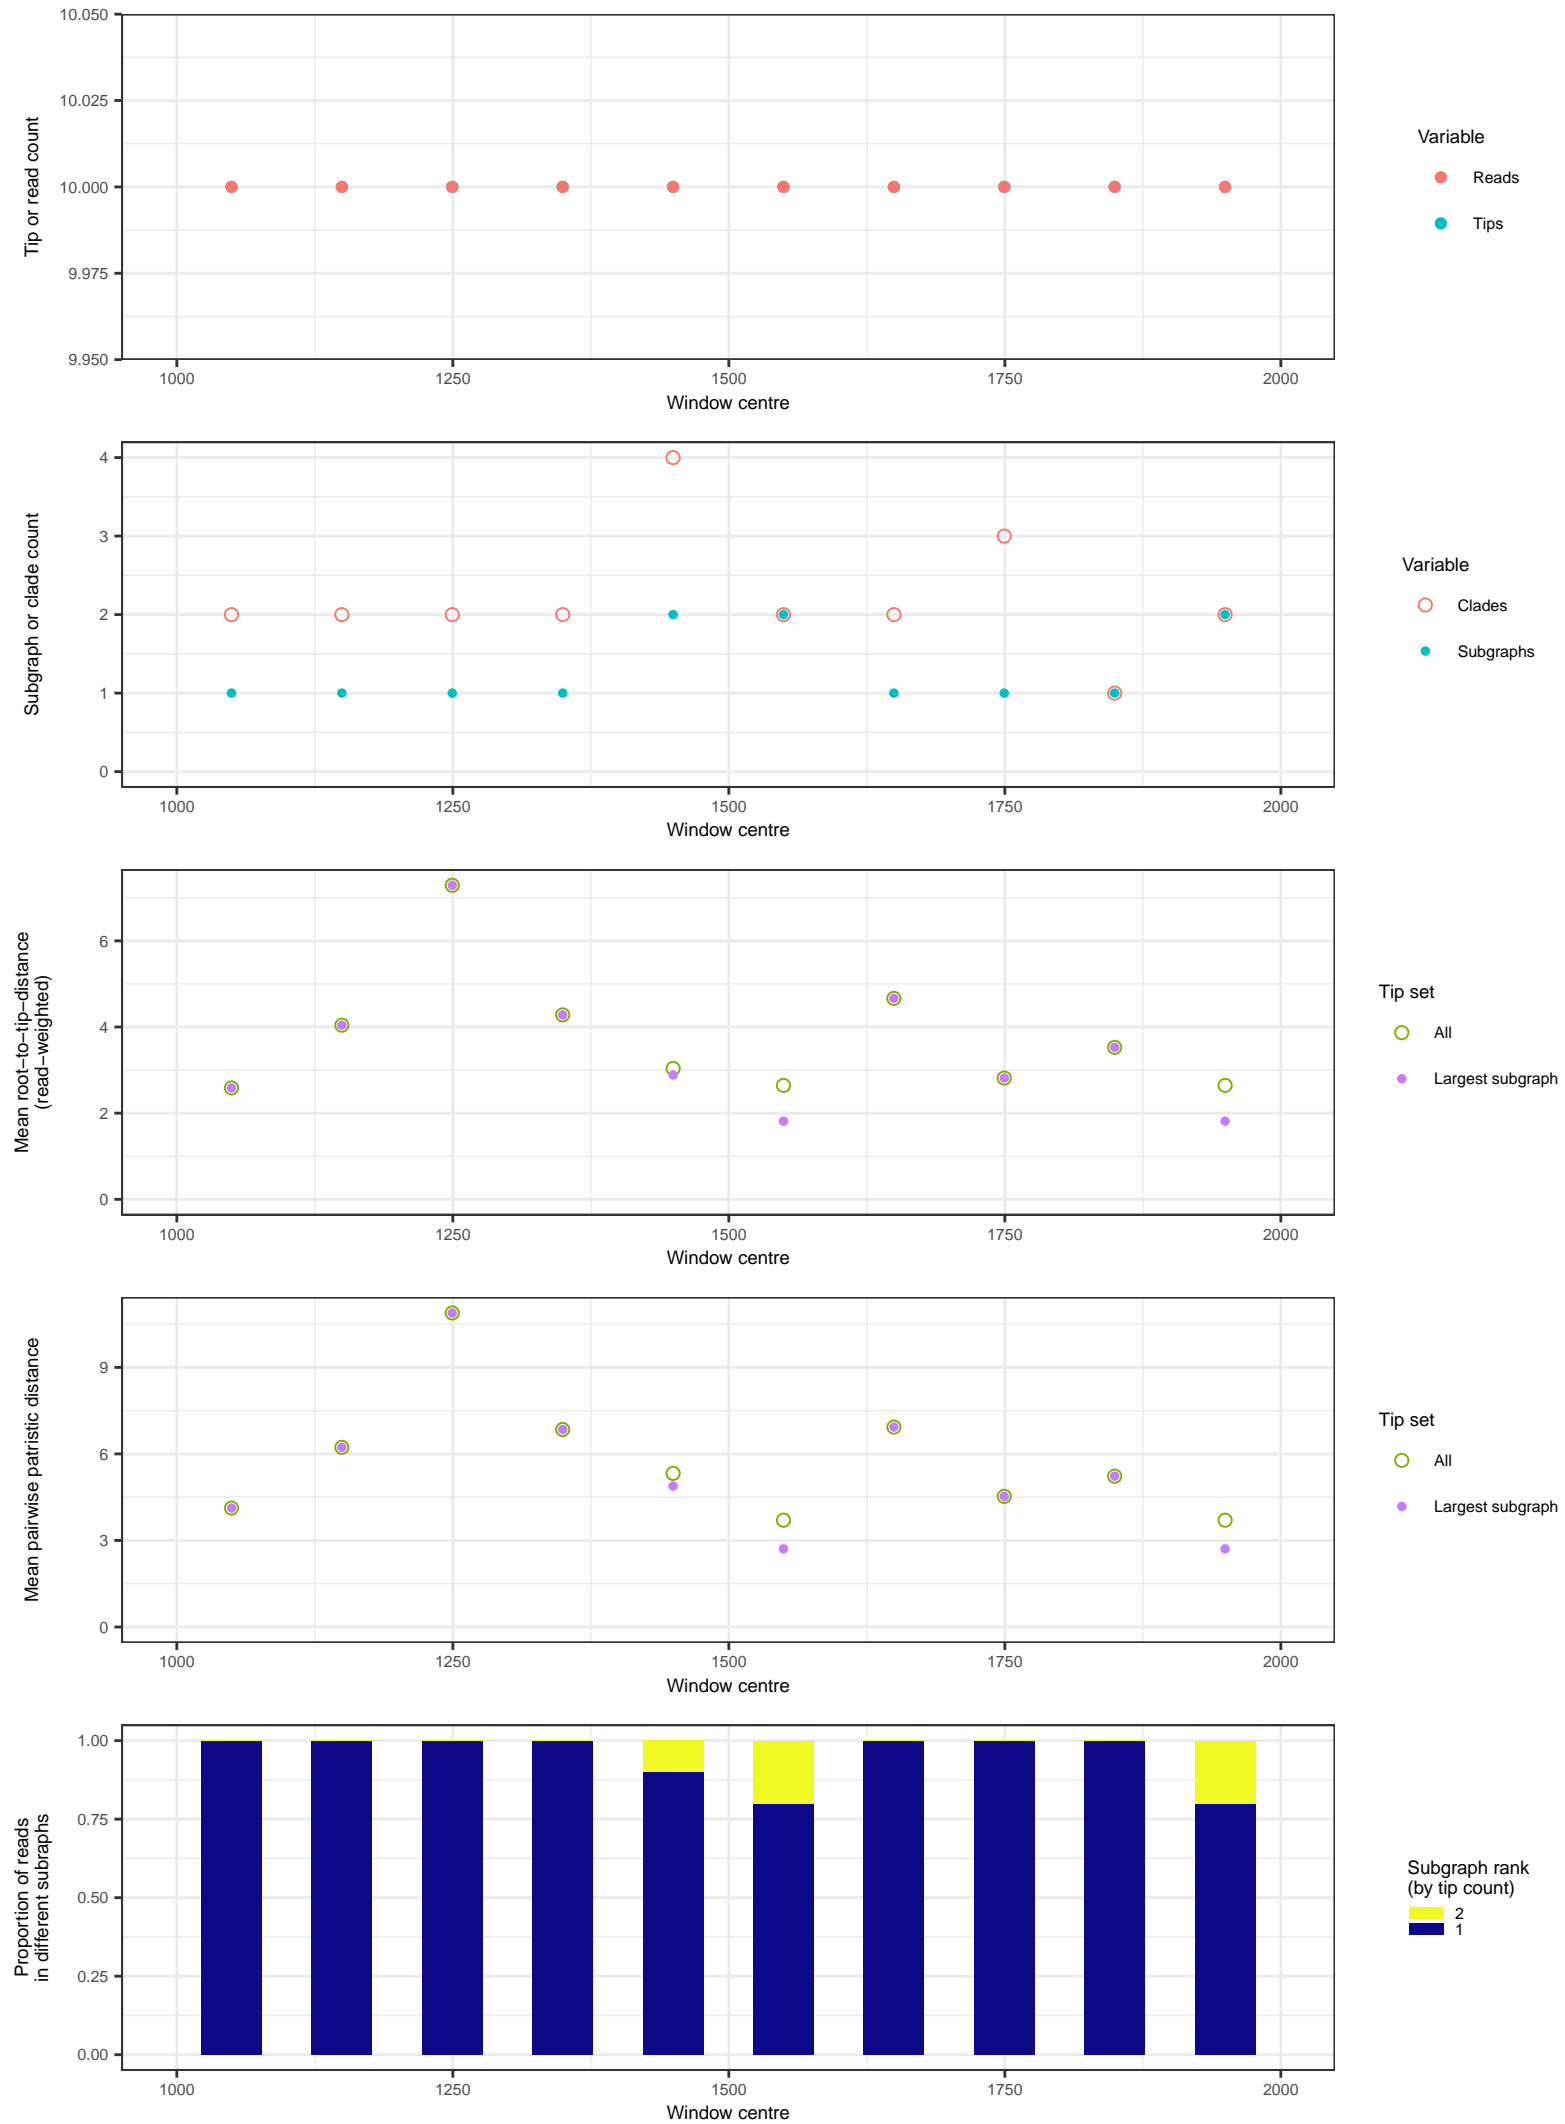 10.050
10.025
10.000
9.975
9.950
Tip or read count
1000 1250 1500 1750 2000
Window centre
Variable
Reads
Tips
4
3
2
1
0
Subgraph or clade count
1000 1250 1500 1750 2000
Window centre
Variable
Clades
Subgraphs
6
4
2
0
Mean root−to−tip−distance
(read−weighted)
1000 1250 1500 1750 2000
Window centre
Tip set
All
Largest subgraph
9
6
3
0
Mean pairwise patristic distance
1000 1250 1500 1750 2000
Window centre
Tip set
All
Largest subgraph
1.00
0.75
0.50
0.25
0.00
Proportion of reads
in different subraphs
1000 1250 1500 1750 2000
Window centre
Subgraph rank
(by tip count)
2
1